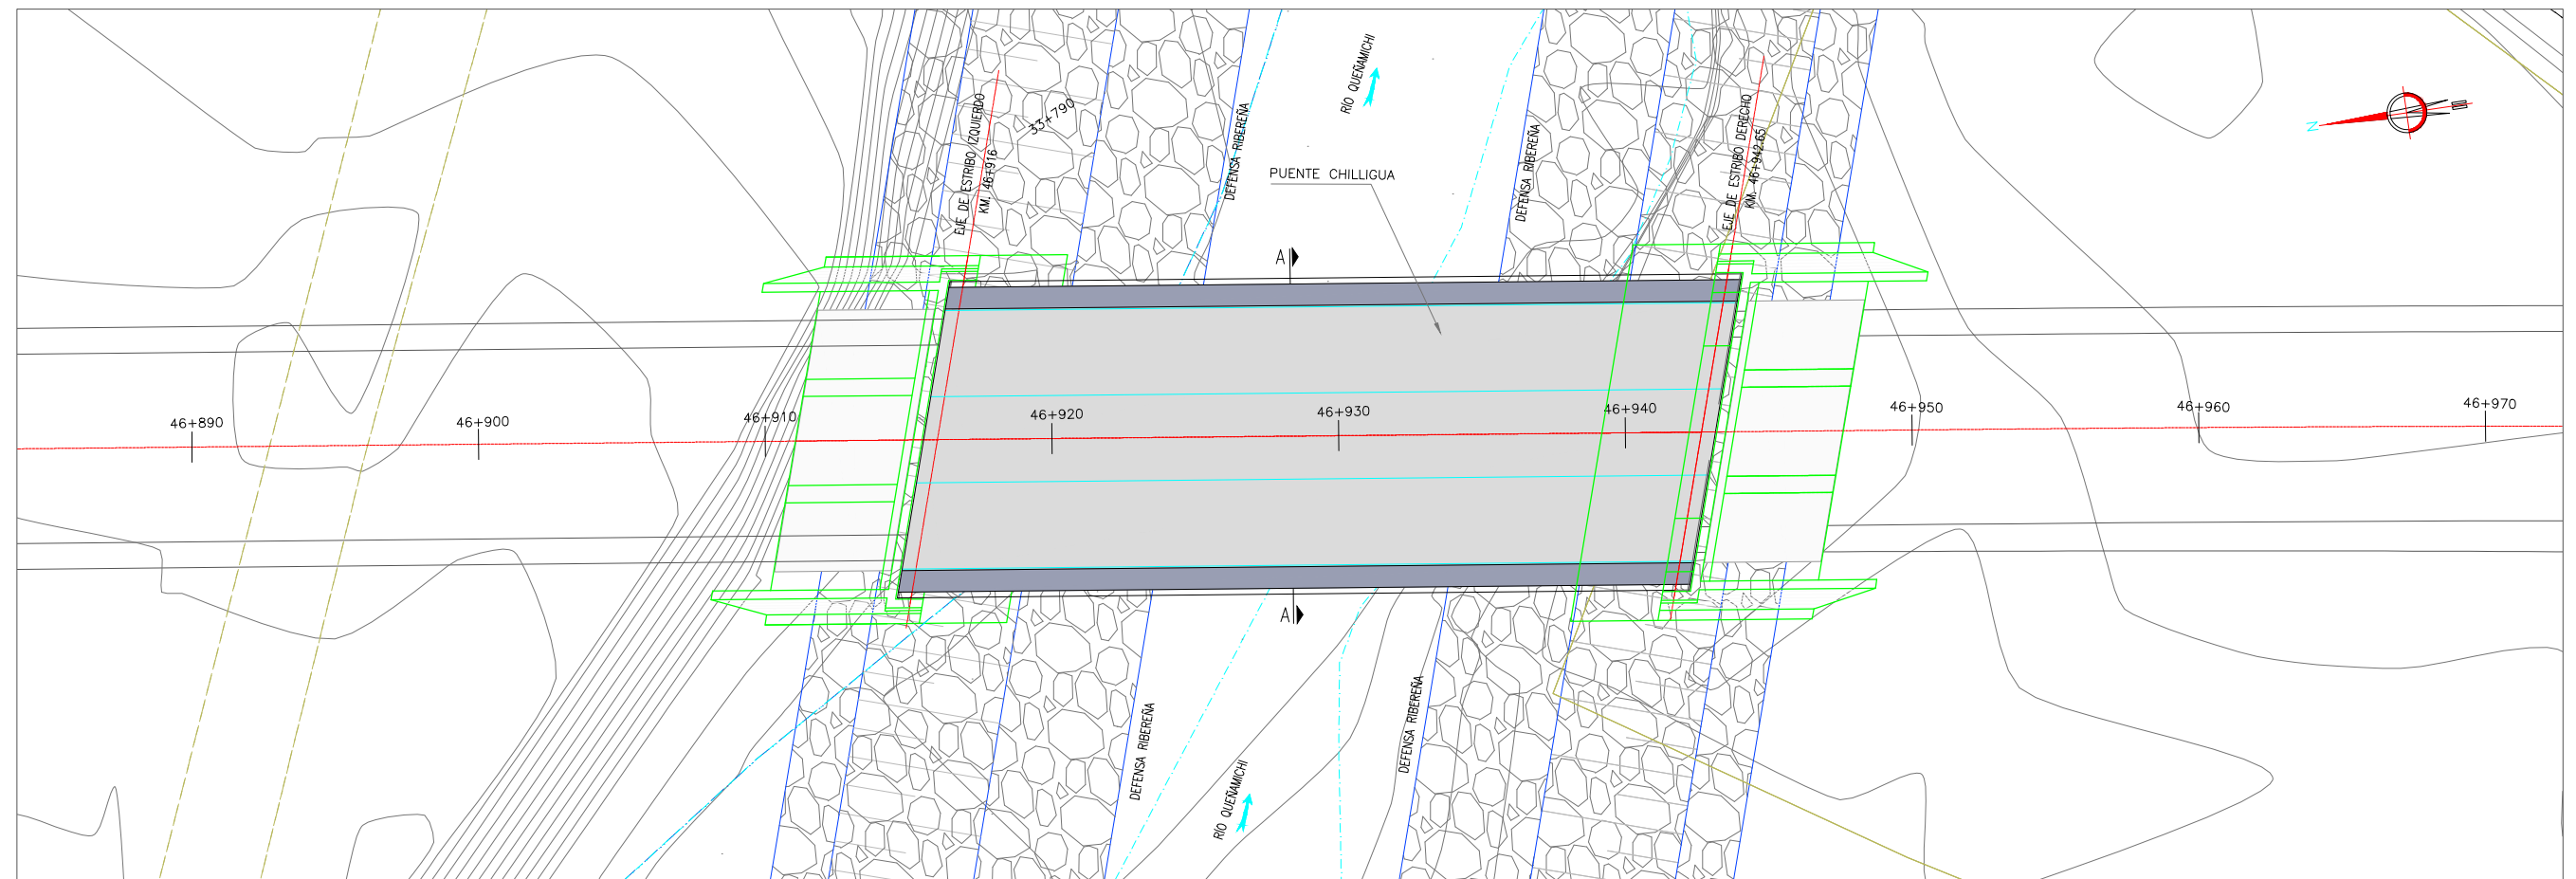 RÍO QUEÑAMICHI
EJE DE ESTRIBO IZQUIERDO
KM. 46+916
33+790
DEFENSA RIBEREÑA
DEFENSA RIBEREÑA
EJE DE ESTRIBO DERECHO
KM. 46+942.65
N
PUENTE CHILLIGUA
A
46+890
46+900
46+910
46+920
46+930
46+940
46+950
46+960
46+970
A
DEFENSA RIBEREÑA
DEFENSA RIBEREÑA
RÍO QUEÑAMICHI